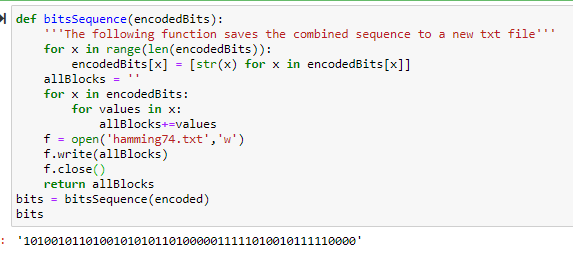 def bitsSequence(encodedBits):
    '''The following function saves the combined sequence to a new txt file'''
    for x in range(len(encodedBits)):
        encodedBits[x] = [str(x) for x in encodedBits[x]]
    allBlocks = ''
    for x in encodedBits:
        for values in x:
            allBlocks+=values
    f = open('hamming74.txt','w')
    f.write(allBlocks)
    f.close()
    return allBlocks
bits = bitsSequence(encoded)
bits
: '10100101101001010101101000001111101001011110000'